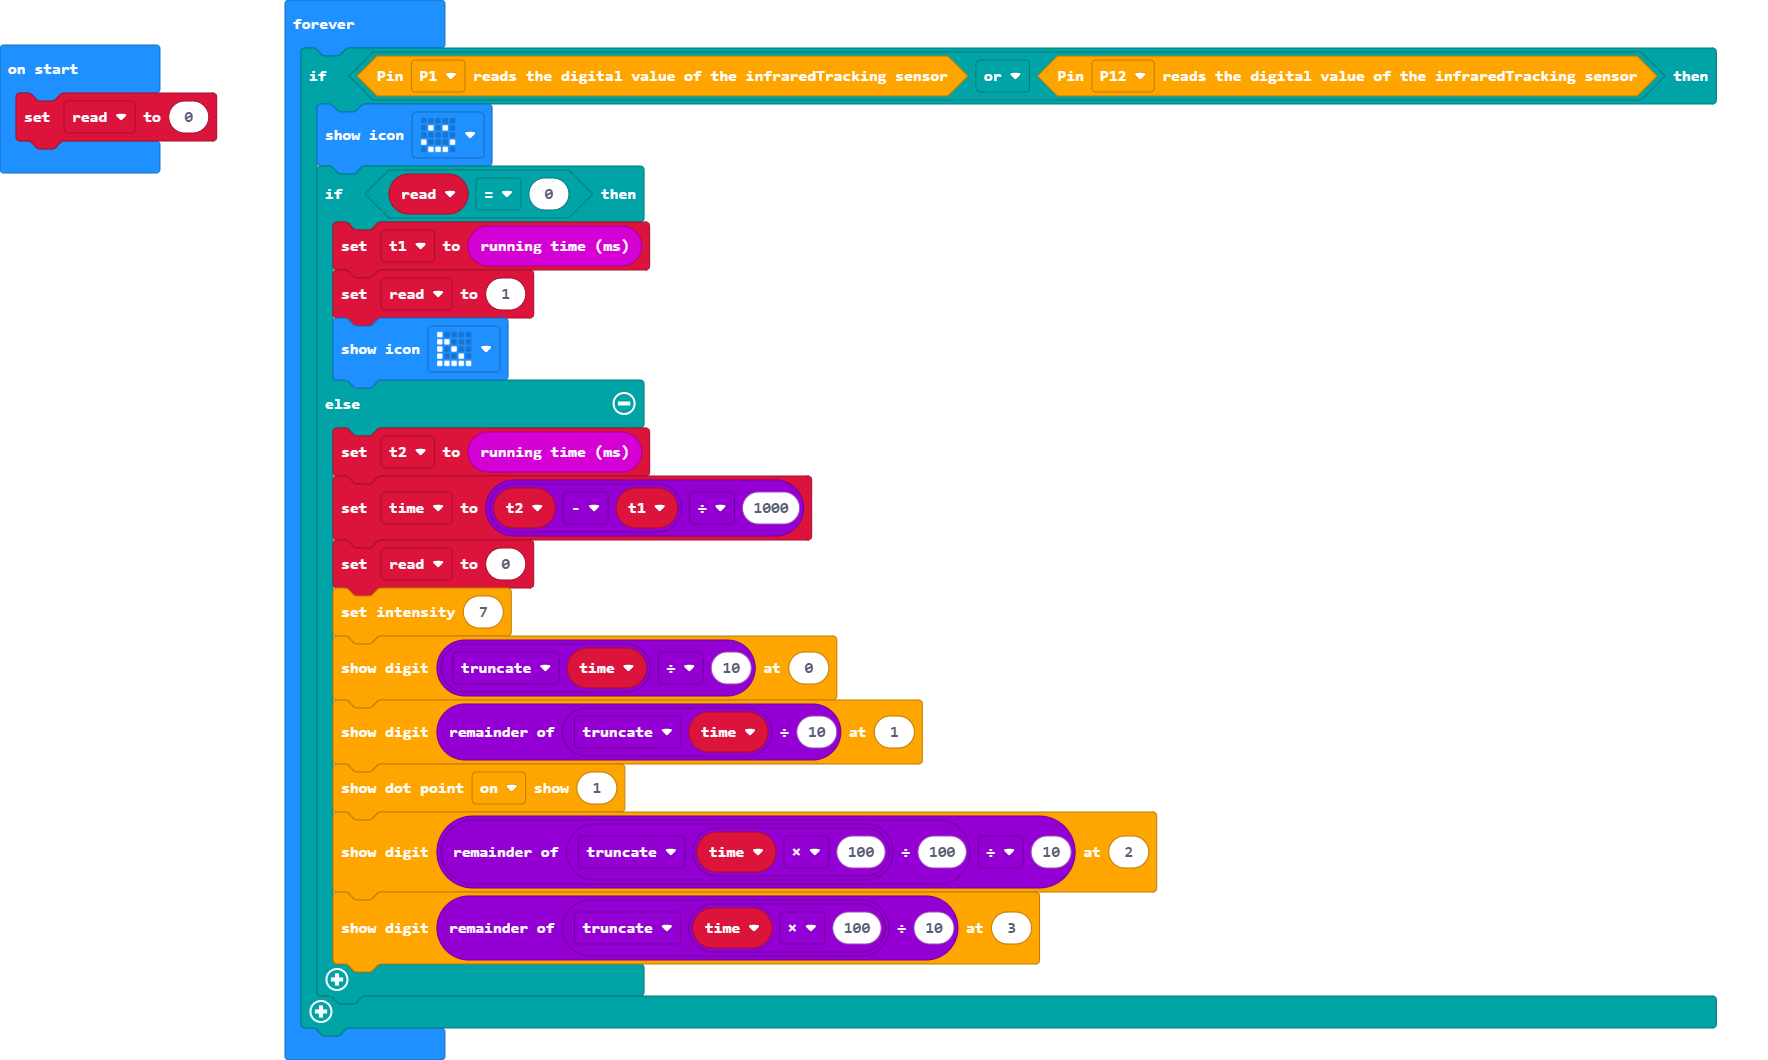 on start
set read to 0
forever
if Pin P1 reads the digital value of the infraredTracking sensor or Pin P12 reads the digital value of the infraredTracking sensor then
show icon
if read = 0 then
set t1 to running time (ms)
set read to 1
show icon
else
set t2 to running time (ms)
set time to t2 - t1 ÷ 1000
set read to 0
set intensity 7
show digit truncate time ÷ 10 at 0
show digit remainder of truncate time ÷ 10 at 1
show dot point on show 1
show digit remainder of truncate time × 100 ÷ 100 ÷ 10 at 2
show digit remainder of truncate time × 100 ÷ 10 at 3